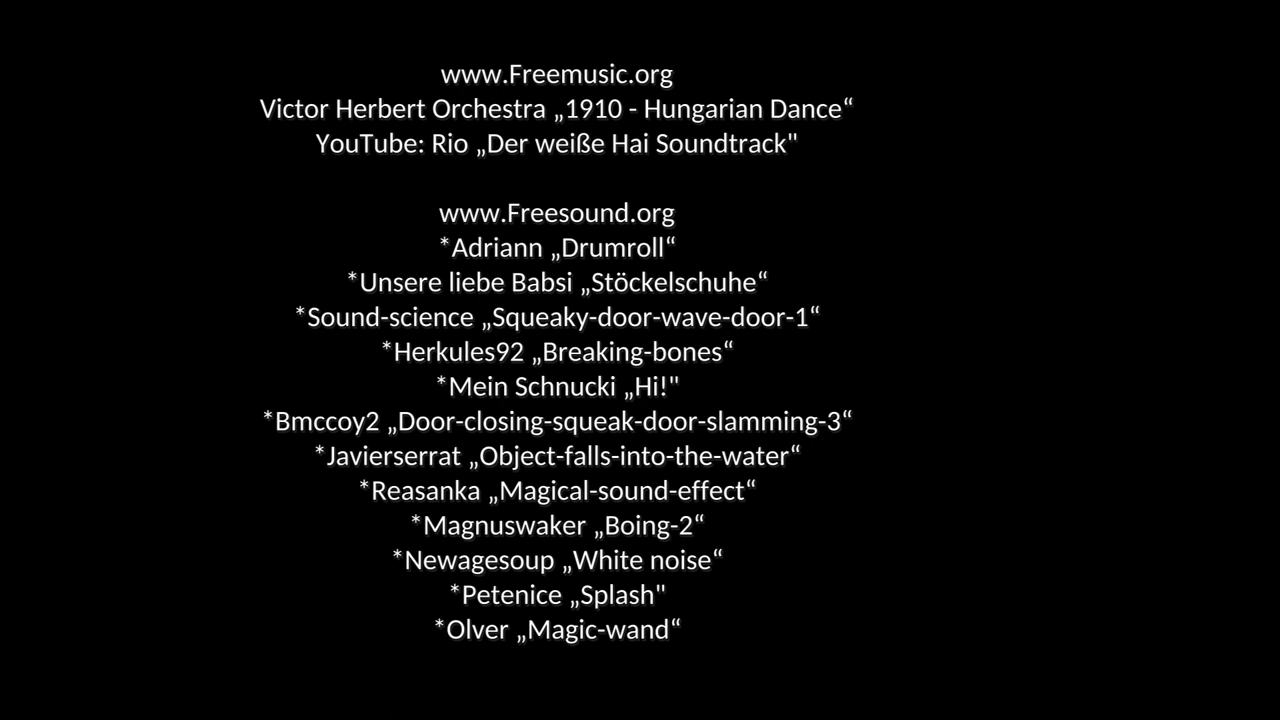 www.Freemusic.org
Victor Herbert Orchestra „1910 - Hungarian Dance“
YouTube: Rio „Der weiße Hai Soundtrack"
www.Freesound.org
*Adriann „Drumroll“
*Unsere liebe Babsi „Stöckelschuhe“
*Sound-science „Squeaky-door-wave-door-1“
*Herkules92 „Breaking-bones“
*Mein Schnucki „Hi!"
*Bmccoy2 „Door-closing-squeak-door-slamming-3“
*Javierserrat „Object-falls-into-the-water“
*Reasanka „Magical-sound-effect“
*Magnuswaker „Boing-2“
*Newagesoup „White noise“
*Petenice „Splash"
*Olver „Magic-wand“